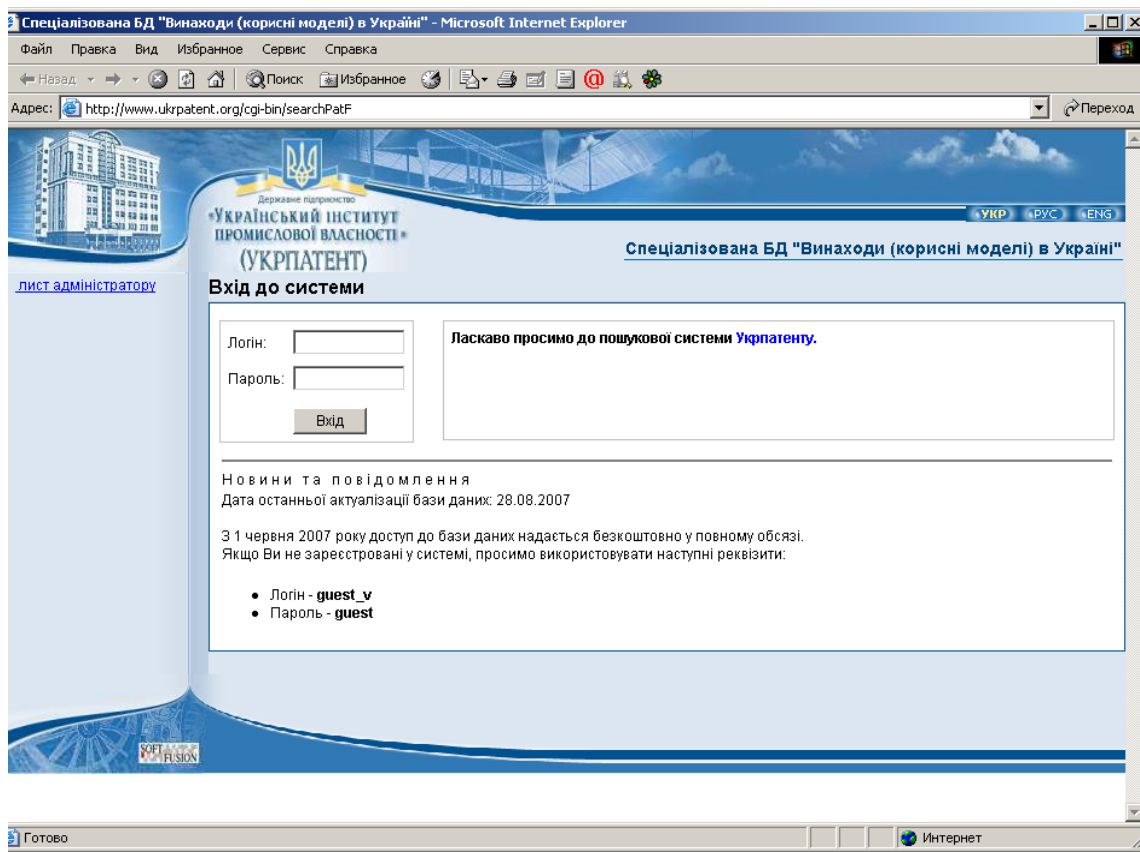 Спеціалізована БД "Винаходи (корисні моделі) в Україні" - Microsoft Internet Explorer
Файл Правка Вид Избранное Сервис Справка
Назад Поиск Избранное
Адрес: http://www.ukrpatent.org/cgi-bin/searchPatF Переход
Державне підприємство
УКРАЇНСЬКИЙ ІНСТИТУТ
ПРОМИСЛОВОЇ ВЛАСНОСТІ
(УКРПАТЕНТ)
УКР РУС ENG
Спеціалізована БД "Винаходи (корисні моделі) в Україні"
лист адміністратору
Вхід до системи
Логін:
Пароль:
Вхід
Ласкаво просимо до пошукової системи Укрпатенту.
Новини та повідомлення
Дата останньої актуалізації бази даних: 28.08.2007
З 1 червня 2007 року доступ до бази даних надається безкоштовно у повному обсязі.
Якщо Ви не зареєстровані у системі, просимо використовувати наступні реквізити:
• Логін - guest_v
• Пароль - guest
SOFT
FUSION
Готово Интернет